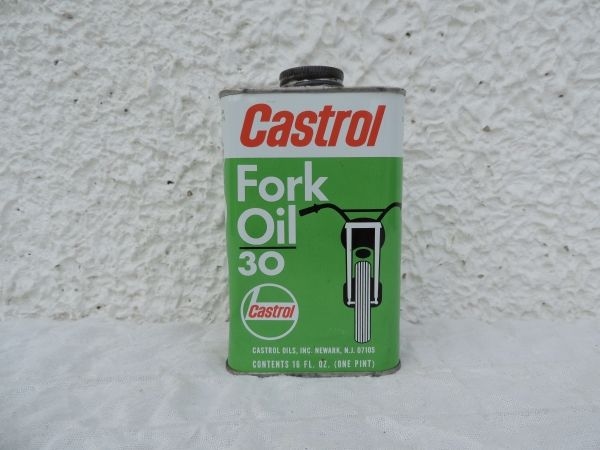 Castrol
Fork
Oil
30
Castrol
CASTROL OILS, INC. NEWARK, N.J. 07105
CONTENTS 16 FL. OZ. (ONE PINT)